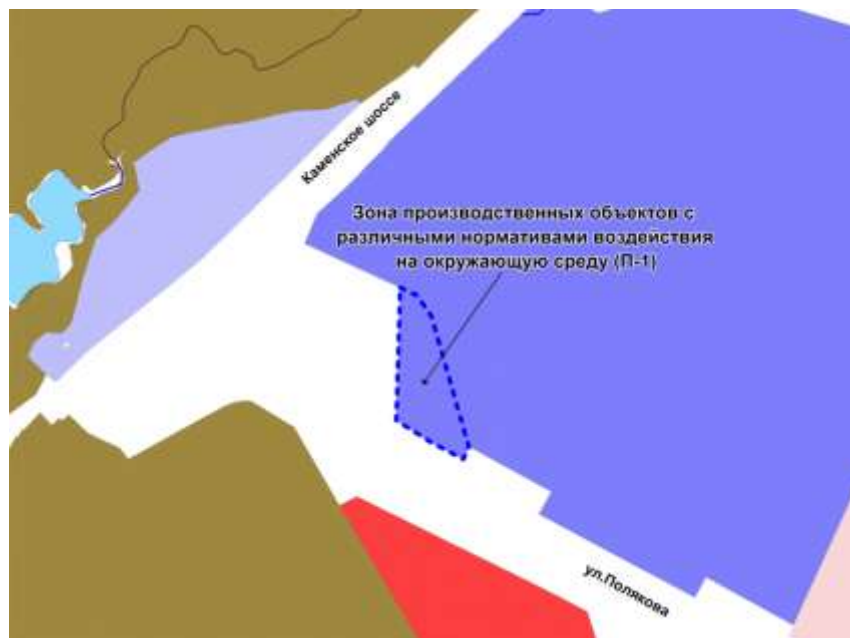 Каменское шоссе
Зона производственных объектов с
различными нормативами воздействия
на окружающую среду (П-1)
ул.Полякова